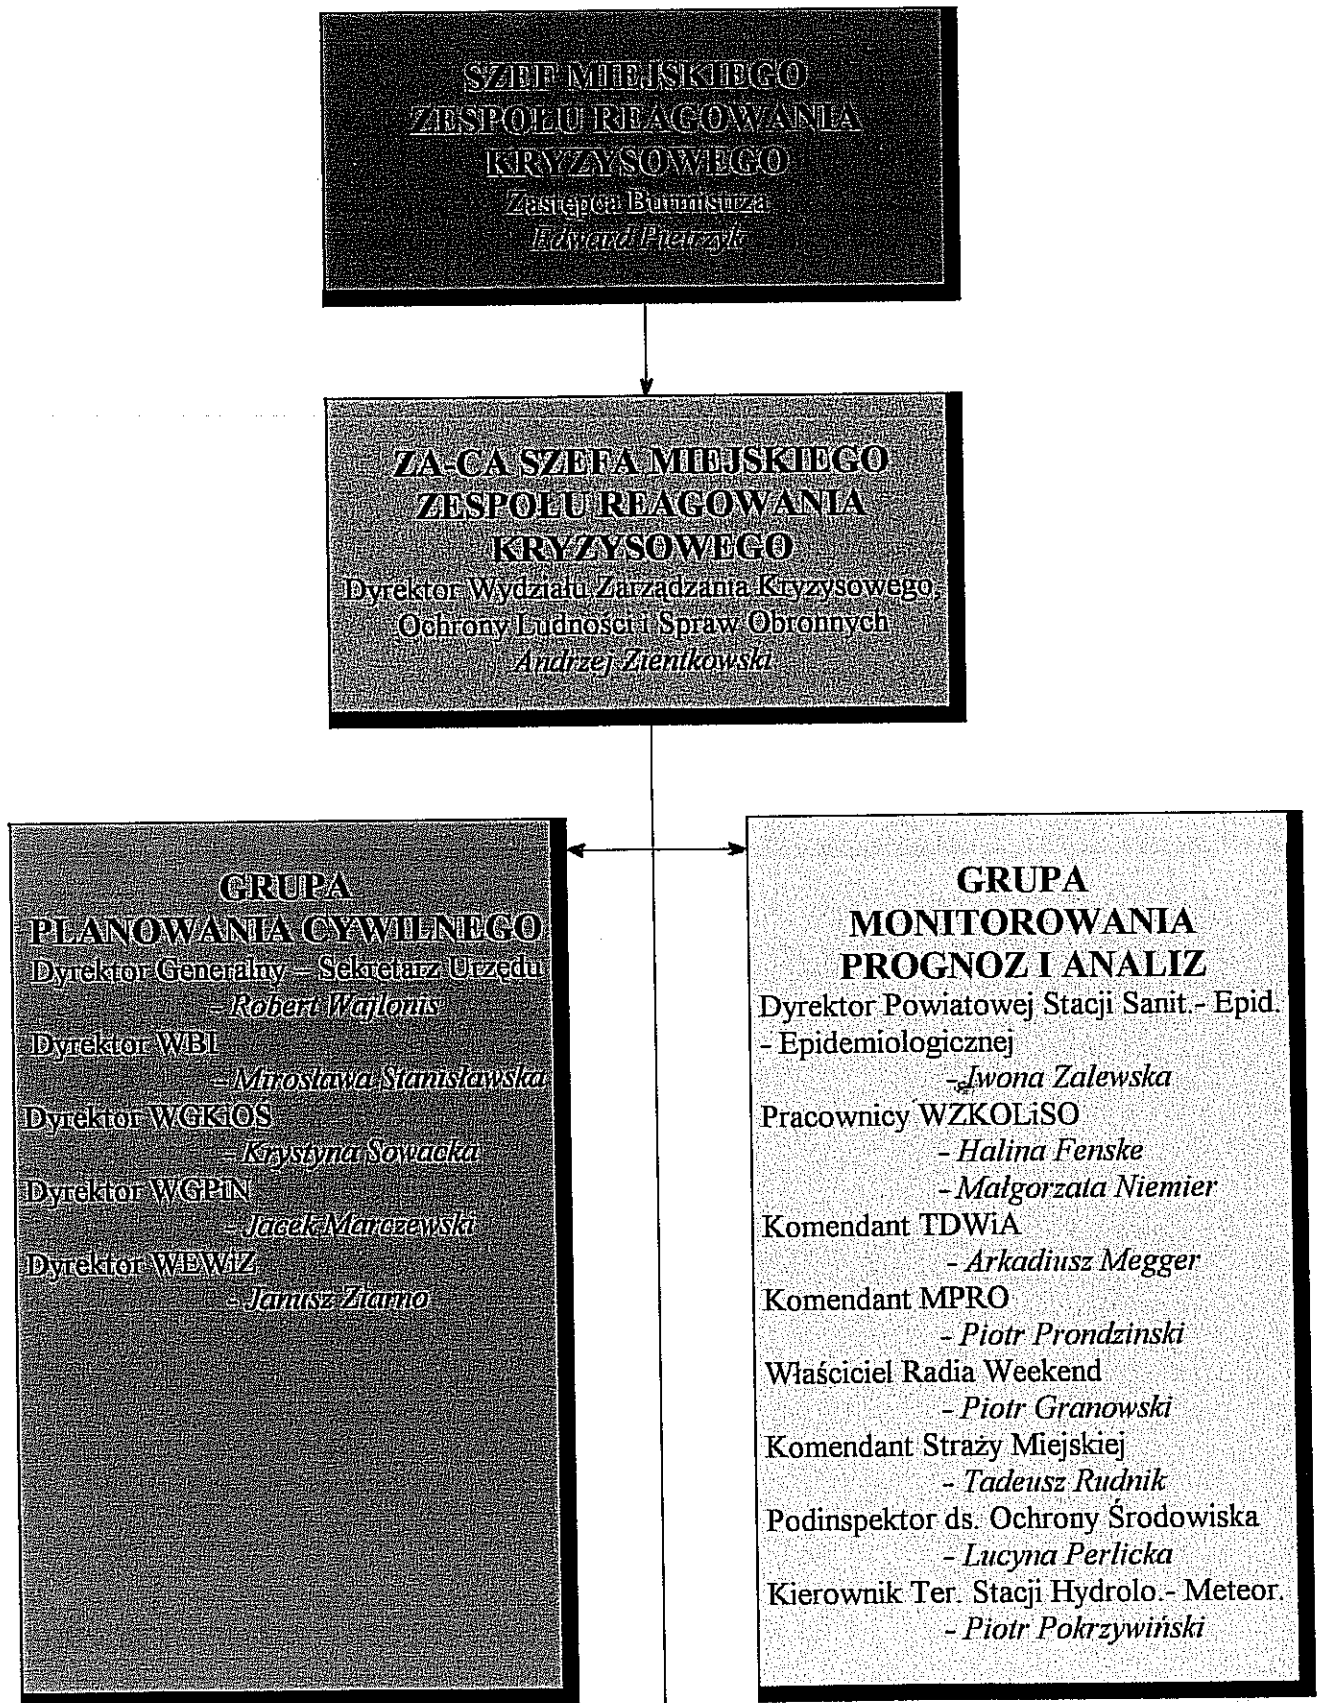 SZEF MIEJSKIEGO
ZESPOŁU REAGOWANIA
KRYZYSOWEGO
Zastępca Burmistrza
Edward Pietrzyk
ZA-CA SZEFA MIEJSKIEGO
ZESPOŁU REAGOWANIA
KRYZYSOWEGO
Dyrektor Wydziału Zarządzania Kryzysowego
Ochrony Ludności i Spraw Obronnych
Andrzej Zientkowski
GRUPA
PLANOWANIA CYWILNEGO
Dyrektor Generalny – Sekretarz Urzędu
- Robert Wajlonis
Dyrektor WBI
- Mirosława Stanisławska
Dyrektor WGKiOŚ
- Krystyna Sowacka
Dyrektor WGPiN
- Jacek Marczewski
Dyrektor WEWiZ
- Janusz Ziarno
GRUPA
MONITOROWANIA
PROGNOZ I ANALIZ
Dyrektor Powiatowej Stacji Sanit.- Epid.
- Epidemiologicznej
- Iwona Zalewska
Pracownicy WZKOLiSO
- Halina Fenske
- Małgorzata Niemier
Komendant TDWiA
- Arkadiusz Megger
Komendant MPRO
- Piotr Prondzinski
Właściciel Radia Weekend
- Piotr Granowski
Komendant Straży Miejskiej
- Tadeusz Rudnik
Podinspektor ds. Ochrony Środowiska
- Lucyna Perlicka
Kierownik Ter. Stacji Hydrolo.- Meteor.
- Piotr Pokrzywiński